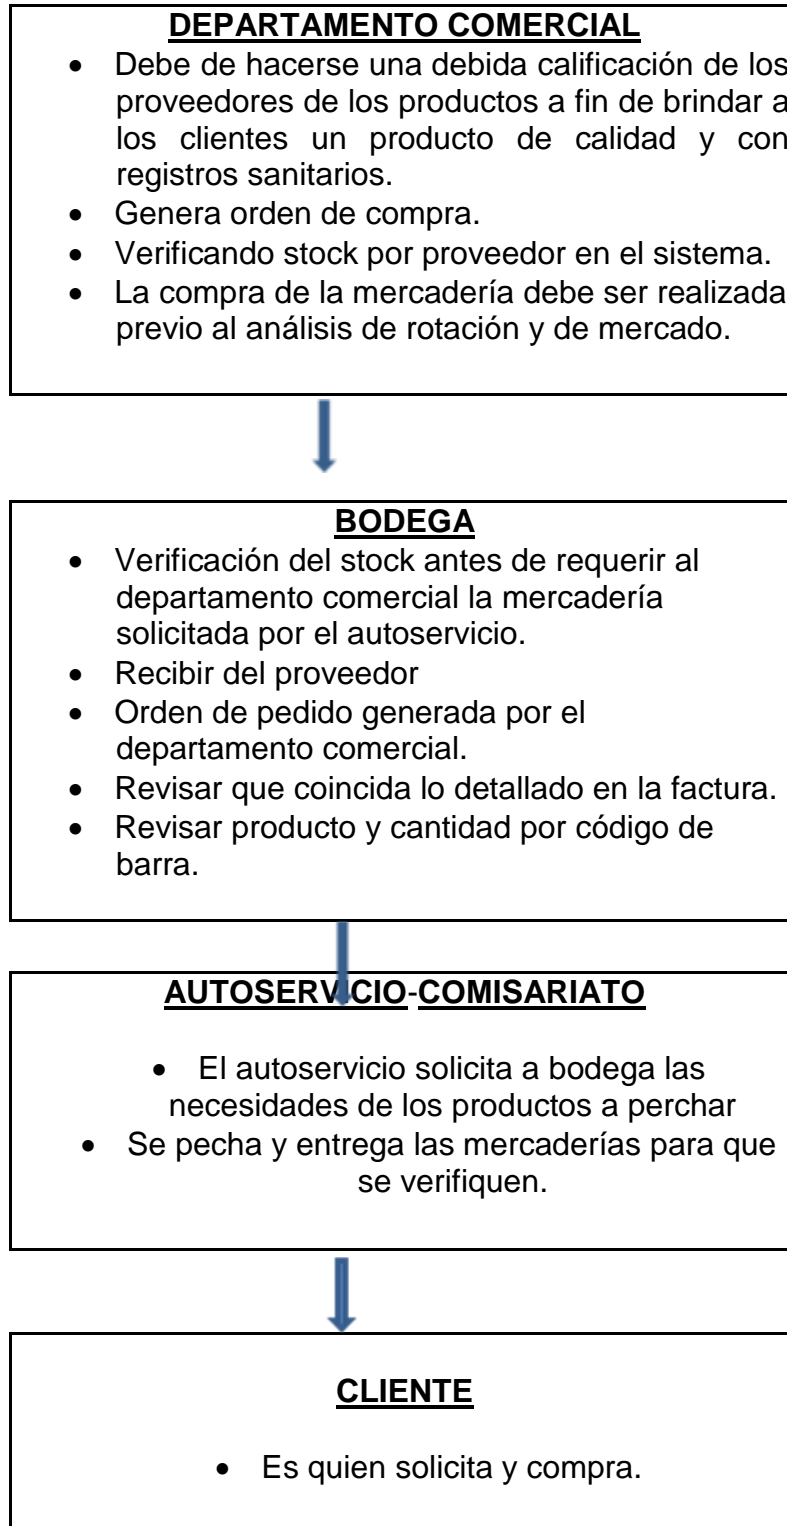 DEPARTAMENTO COMERCIAL
• Debe de hacerse una debida calificación de los
proveedores de los productos a fin de brindar a
los clientes un producto de calidad y con
registros sanitarios.
• Genera orden de compra.
• Verificando stock por proveedor en el sistema.
• La compra de la mercadería debe ser realizada
previo al análisis de rotación y de mercado.
BODEGA
• Verificación del stock antes de requerir al
departamento comercial la mercadería
solicitada por el autoservicio.
• Recibir del proveedor
• Orden de pedido generada por el
departamento comercial.
• Revisar que coincida lo detallado en la factura.
• Revisar producto y cantidad por código de
barra.
AUTOSERVICIO-COMISARIATO
• El autoservicio solicita a bodega las
necesidades de los productos a perchar
• Se pecha y entrega las mercaderías para que
se verifiquen.
CLIENTE
• Es quien solicita y compra.